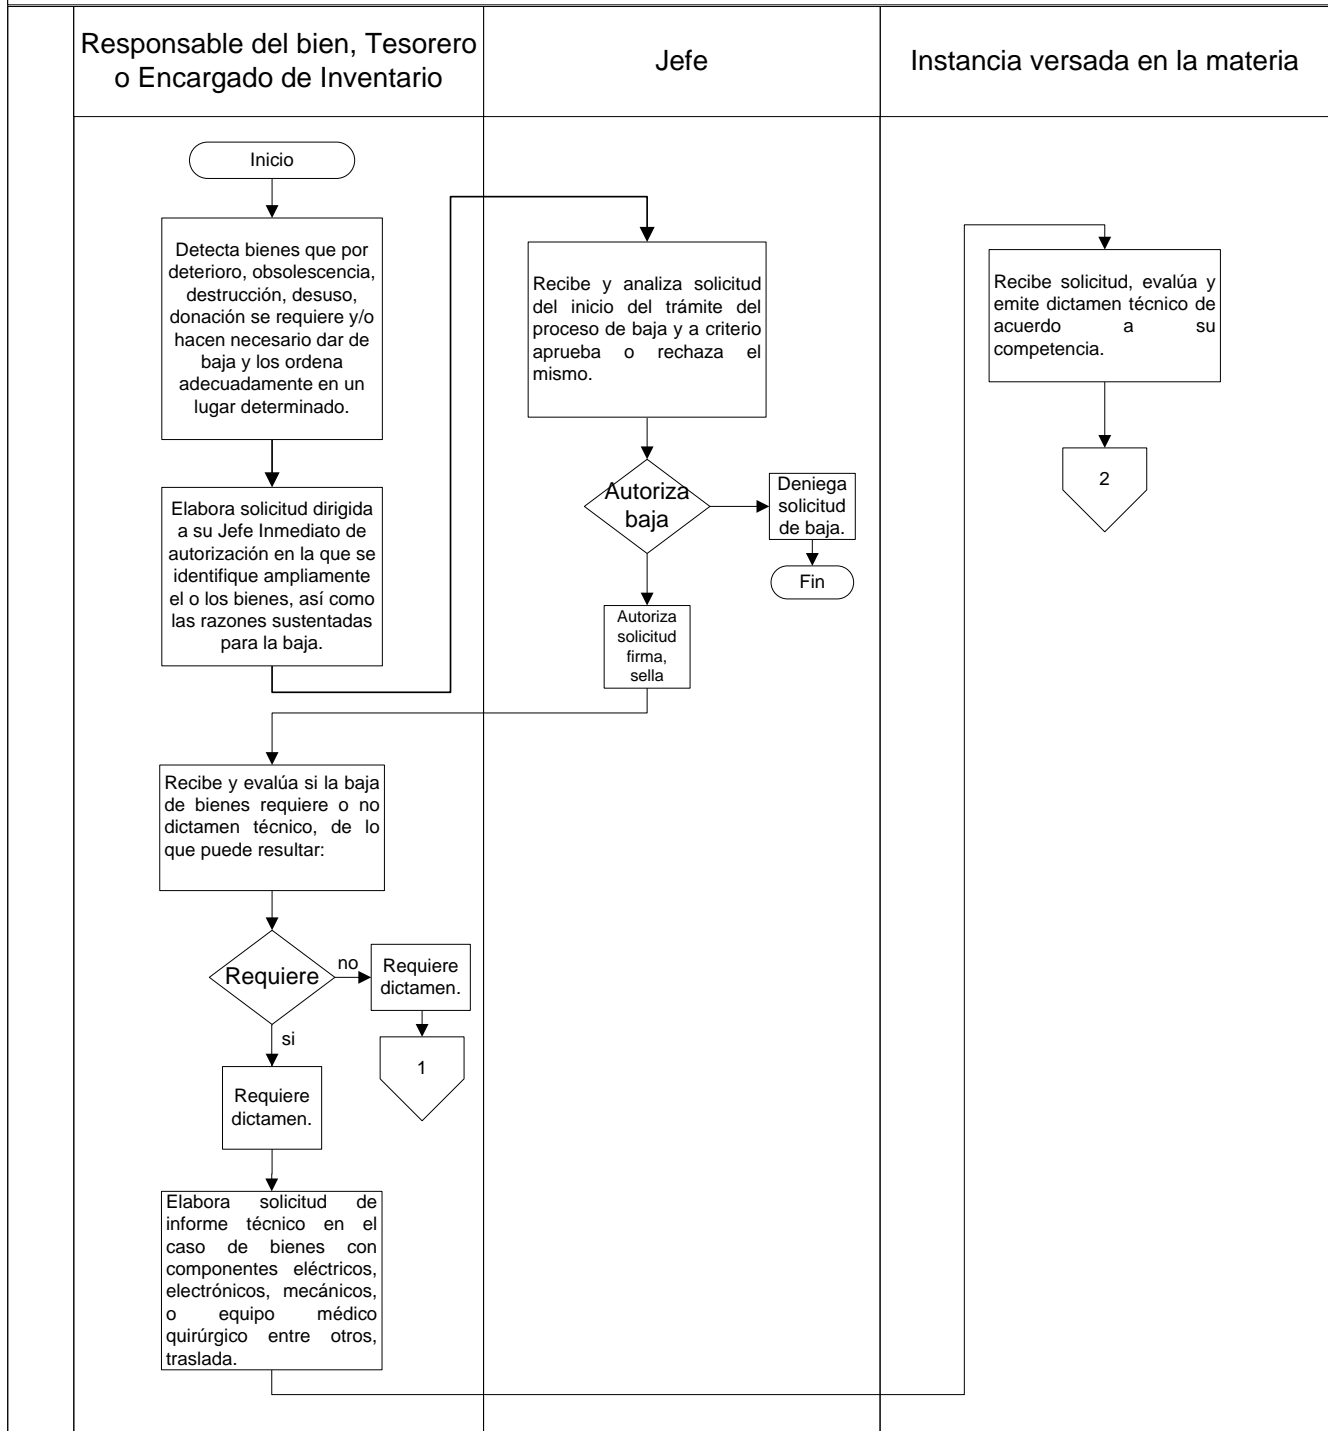 Responsable del bien, Tesorero
o Encargado de Inventario
Jefe
Instancia versada en la materia
Inicio
Detecta bienes que por
deterioro, obsolescencia,
destrucción, desuso,
donación se requiere y/o
hacen necesario dar de
baja y los ordena
adecuadamente en un
lugar determinado.
Elabora solicitud dirigida
a su Jefe Inmediato de
autorización en la que se
identifique ampliamente
el o los bienes, así como
las razones sustentadas
para la baja.
Recibe y analiza solicitud
del inicio del trámite del
proceso de baja y a criterio
aprueba o rechaza el
mismo.
Autoriza
baja
Deniega
solicitud
de baja.
Fin
Autoriza
solicitud
firma,
sella
Recibe y evalúa si la baja
de bienes requiere o no
dictamen técnico, de lo
que puede resultar:
Requiere
no
Requiere
dictamen.
1
si
Requiere
dictamen.
Elabora solicitud de
informe técnico en el
caso de bienes con
componentes eléctricos,
electrónicos, mecánicos,
o equipo médico
quirúrgico entre otros,
traslada.
Recibe solicitud, evalúa y
emite dictamen técnico de
acuerdo a su
competencia.
2